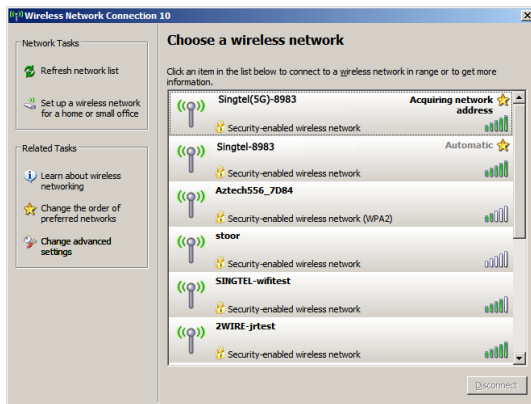 Wireless Network Connection 10
Network Tasks
Refresh network list
Set up a wireless network
for a home or small office
Related Tasks
Learn about wireless
networking
Change the order of
preferred networks
Change advanced
settings
Choose a wireless network
Click an item in the list below to connect to a wireless network in range or to get more
information.
Singtel(5G)-8983
Acquiring network
address
Security-enabled wireless network
Singtel-8983
Automatic
Security-enabled wireless network
Aztech556_7D84
Security-enabled wireless network (WPA2)
stoor
Security-enabled wireless network
SINGTEL-wifitest
Security-enabled wireless network
2WIRE-jrtest
Security-enabled wireless network
Disconnect